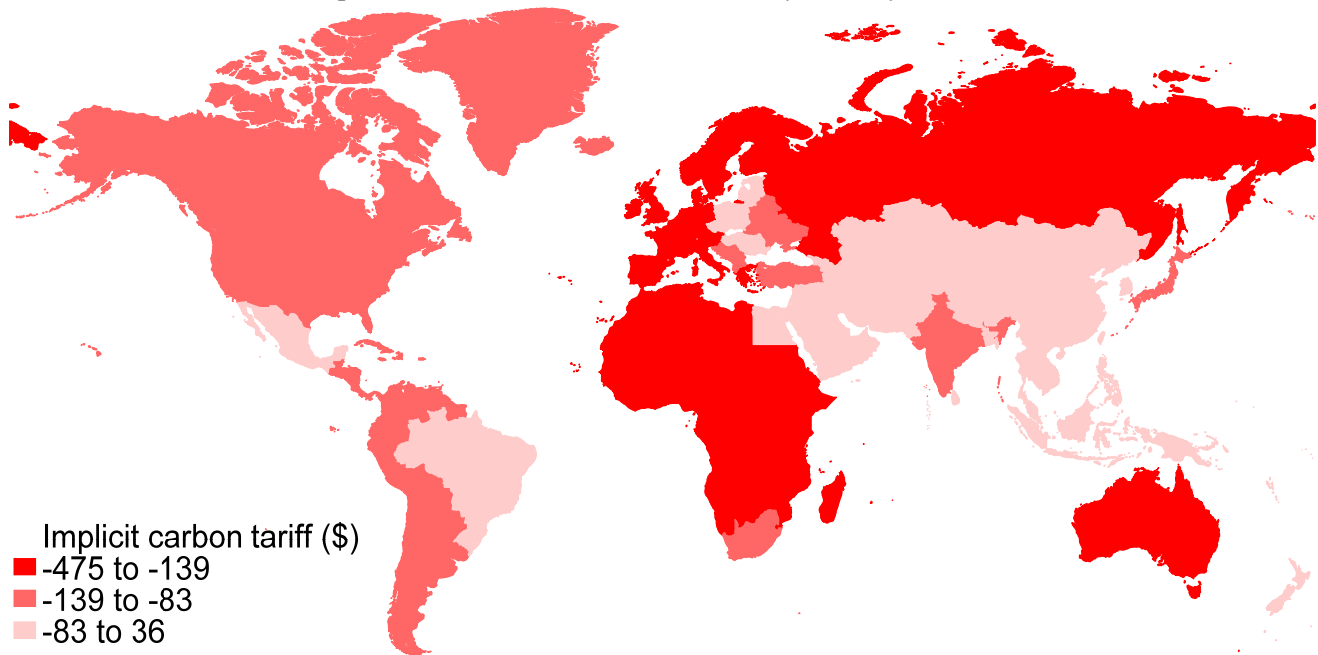 Implicit carbon tariff ($)
-475 to -139
-139 to -83
-83 to 36